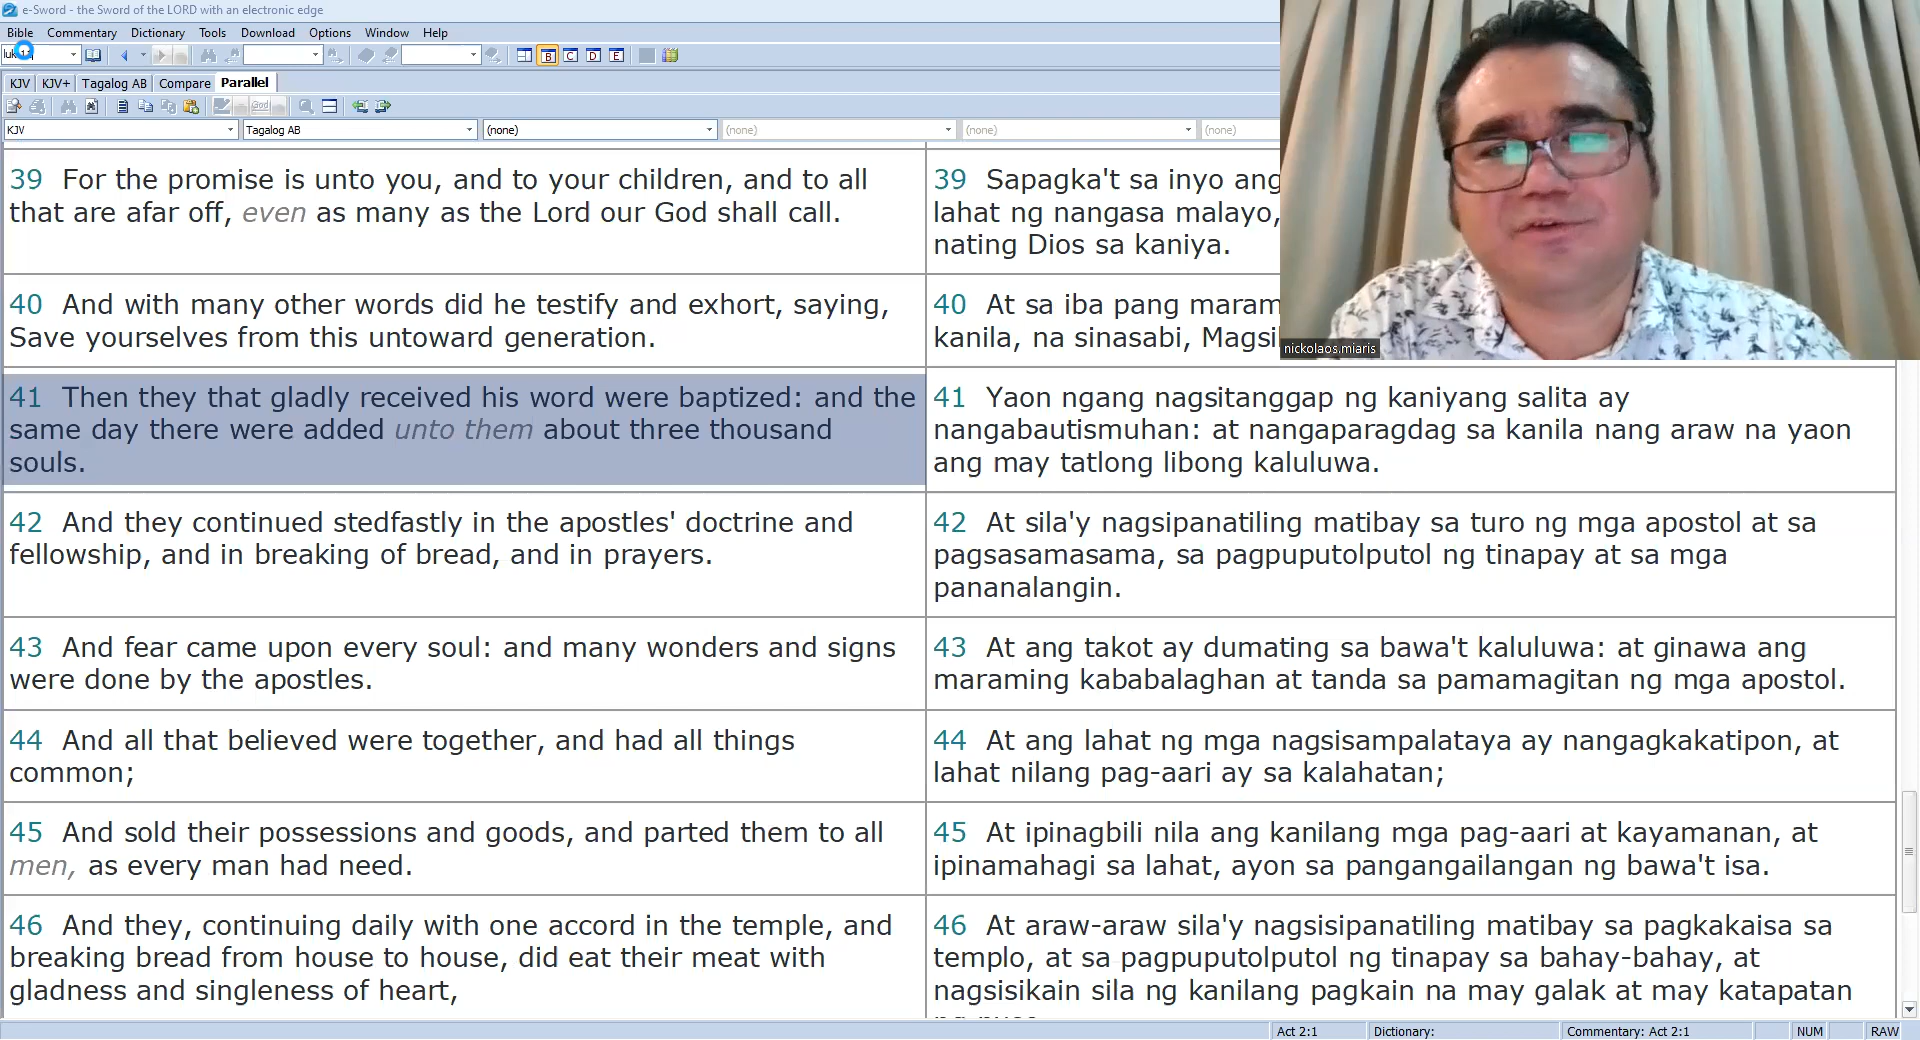 e-Sword - the Sword of the LORD with an electronic edge
Bible Commentary Dictionary Tools Download Options Window Help
B C D E
KJV KJV+ Tagalog AB Compare Parallel
KJV Tagalog AB (none) (none) (none) (none)
39 For the promise is unto you, and to your children, and to all
that are afar off, even as many as the Lord our God shall call.
39 Sapagka't sa inyo ang
lahat ng nangasa malayo,
nating Dios sa kaniya.
40 And with many other words did he testify and exhort, saying,
Save yourselves from this untoward generation.
40 At sa iba pang
kanila, na sinasabi,
nickolaos.miaris
41 Then they that gladly received his word were baptized: and the
same day there were added unto them about three thousand
souls.
41 Yaon ngang nagsitanggap ng kaniyang salita ay
nangabautismuhan: at nangaparagdag sa kanila nang araw na yaon
ang may tatlong libong kaluluwa.
42 And they continued stedfastly in the apostles' doctrine and
fellowship, and in breaking of bread, and in prayers.
42 At sila'y nagsipanatiling matibay sa turo ng mga apostol at sa
pagsasamasama, sa pagpuputolputol ng tinapay at sa mga
pananalangin.
43 And fear came upon every soul: and many wonders and signs
were done by the apostles.
43 At ang takot ay dumating sa bawa't kaluluwa: at ginawa ang
maraming kababalaghan at tanda sa pamamagitan ng mga apostol.
44 And all that believed were together, and had all things
common;
44 At ang lahat ng mga nagsisampalataya ay nangagkakatipon, at
lahat nilang pag-aari ay sa kalahatan;
45 And sold their possessions and goods, and parted them to all
men, as every man had need.
45 At ipinagbili nila ang kanilang mga pag-aari at kayamanan, at
ipinamahagi sa lahat, ayon sa pangangailangan ng bawa't isa.
46 And they, continuing daily with one accord in the temple, and
breaking bread from house to house, did eat their meat with
gladness and singleness of heart,
46 At araw-araw sila'y nagsisipanatiling matibay sa pagkakaisa sa
templo, at sa pagpuputolputol ng tinapay sa bahay-bahay, at
nagsisikain sila ng kanilang pagkain na may galak at may katapatan
Act 2:1 Dictionary: Commentary: Act 2:1 NUM RAW